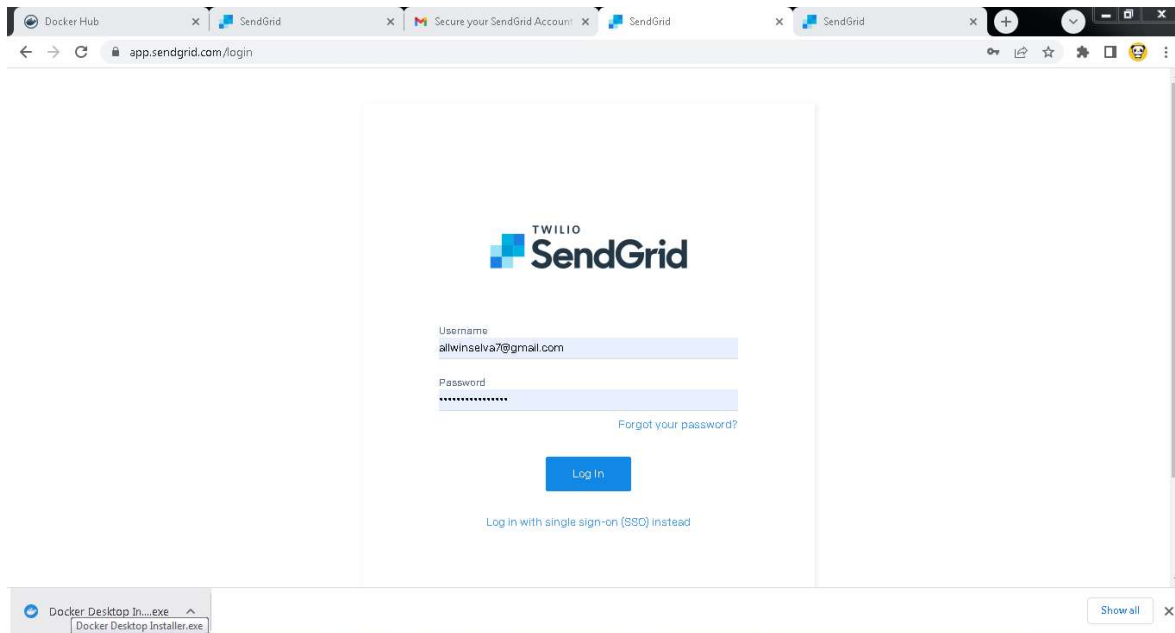 Docker Hub SendGrid Secure your SendGrid Account SendGrid SendGrid
app.sendgrid.com/login
TWILIO
SendGrid
Username
allwinselva7@gmail.com
Password
••••••••••••••••
Forgot your password?
Log In
Log in with single sign-on (SSO) instead
Docker Desktop In....exe
Docker Desktop Installer.exe
Show all